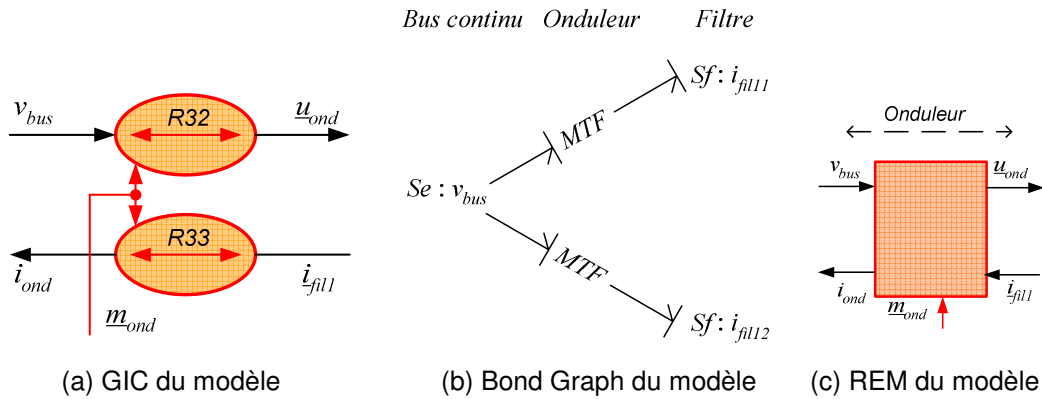 Bus continu Onduleur Filtre
v_bus R32 u_ond
R33
i_ond i_fil1
m_ond
(a) GIC du modèle
Sf : i_fil11
MTF
Se : v_bus
MTF
Sf : i_fil12
(b) Bond Graph du modèle
Onduleur
v_bus u_ond
i_ond i_fil1
m_ond
(c) REM du modèle